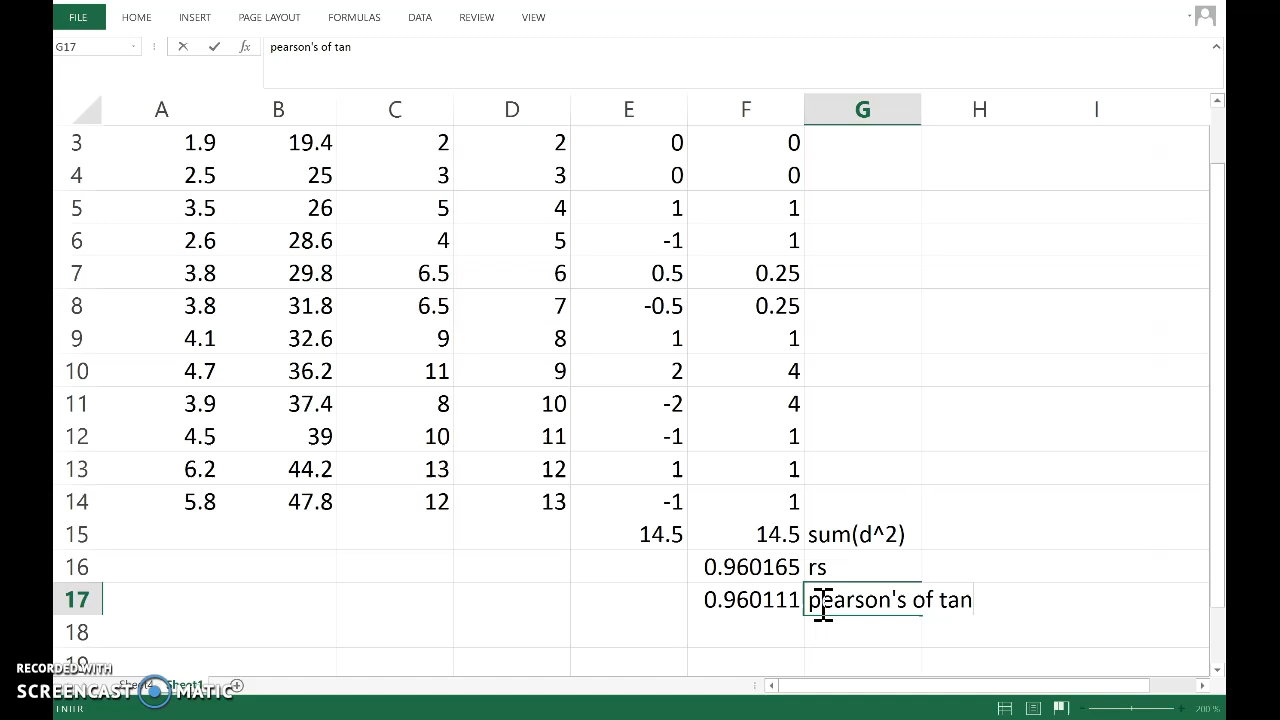 FILE HOME INSERT PAGE LAYOUT FORMULAS DATA REVIEW VIEW
G17 fx pearson's of tan
A B C D E F G H I
3 1.9 19.4 2 2 0 0
4 2.5 25 3 3 0 0
5 3.5 26 5 4 1 1
6 2.6 28.6 4 5 -1 1
7 3.8 29.8 6.5 6 0.5 0.25
8 3.8 31.8 6.5 7 -0.5 0.25
9 4.1 32.6 9 8 1 1
10 4.7 36.2 11 9 2 4
11 3.9 37.4 8 10 -2 4
12 4.5 39 10 11 -1 1
13 6.2 44.2 13 12 1 1
14 5.8 47.8 12 13 -1 1
15 14.5 14.5 sum(d^2)
16 0.960165 rs
17 0.960111 pearson's of tan
18
19
RECORDED WITH
SCREENCAST MATIC
Sheet4 Sheet1
ENTER 200 %